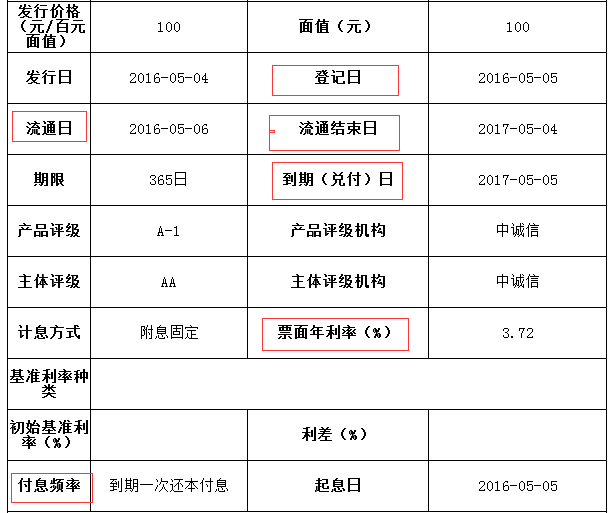 发行价格
（元/百元
面值）
100
面值（元）
100
发行日
2016-05-04
登记日
2016-05-05
流通日
2016-05-06
流通结束日
2017-05-04
期限
365日
到期（兑付）日
2017-05-05
产品评级
A-1
产品评级机构
中诚信
主体评级
AA
主体评级机构
中诚信
计息方式
附息固定
票面年利率（%）
3.72
基准利率种
类
初始基准利
率（%）
利差（%）
付息频率
到期一次还本付息
起息日
2016-05-05